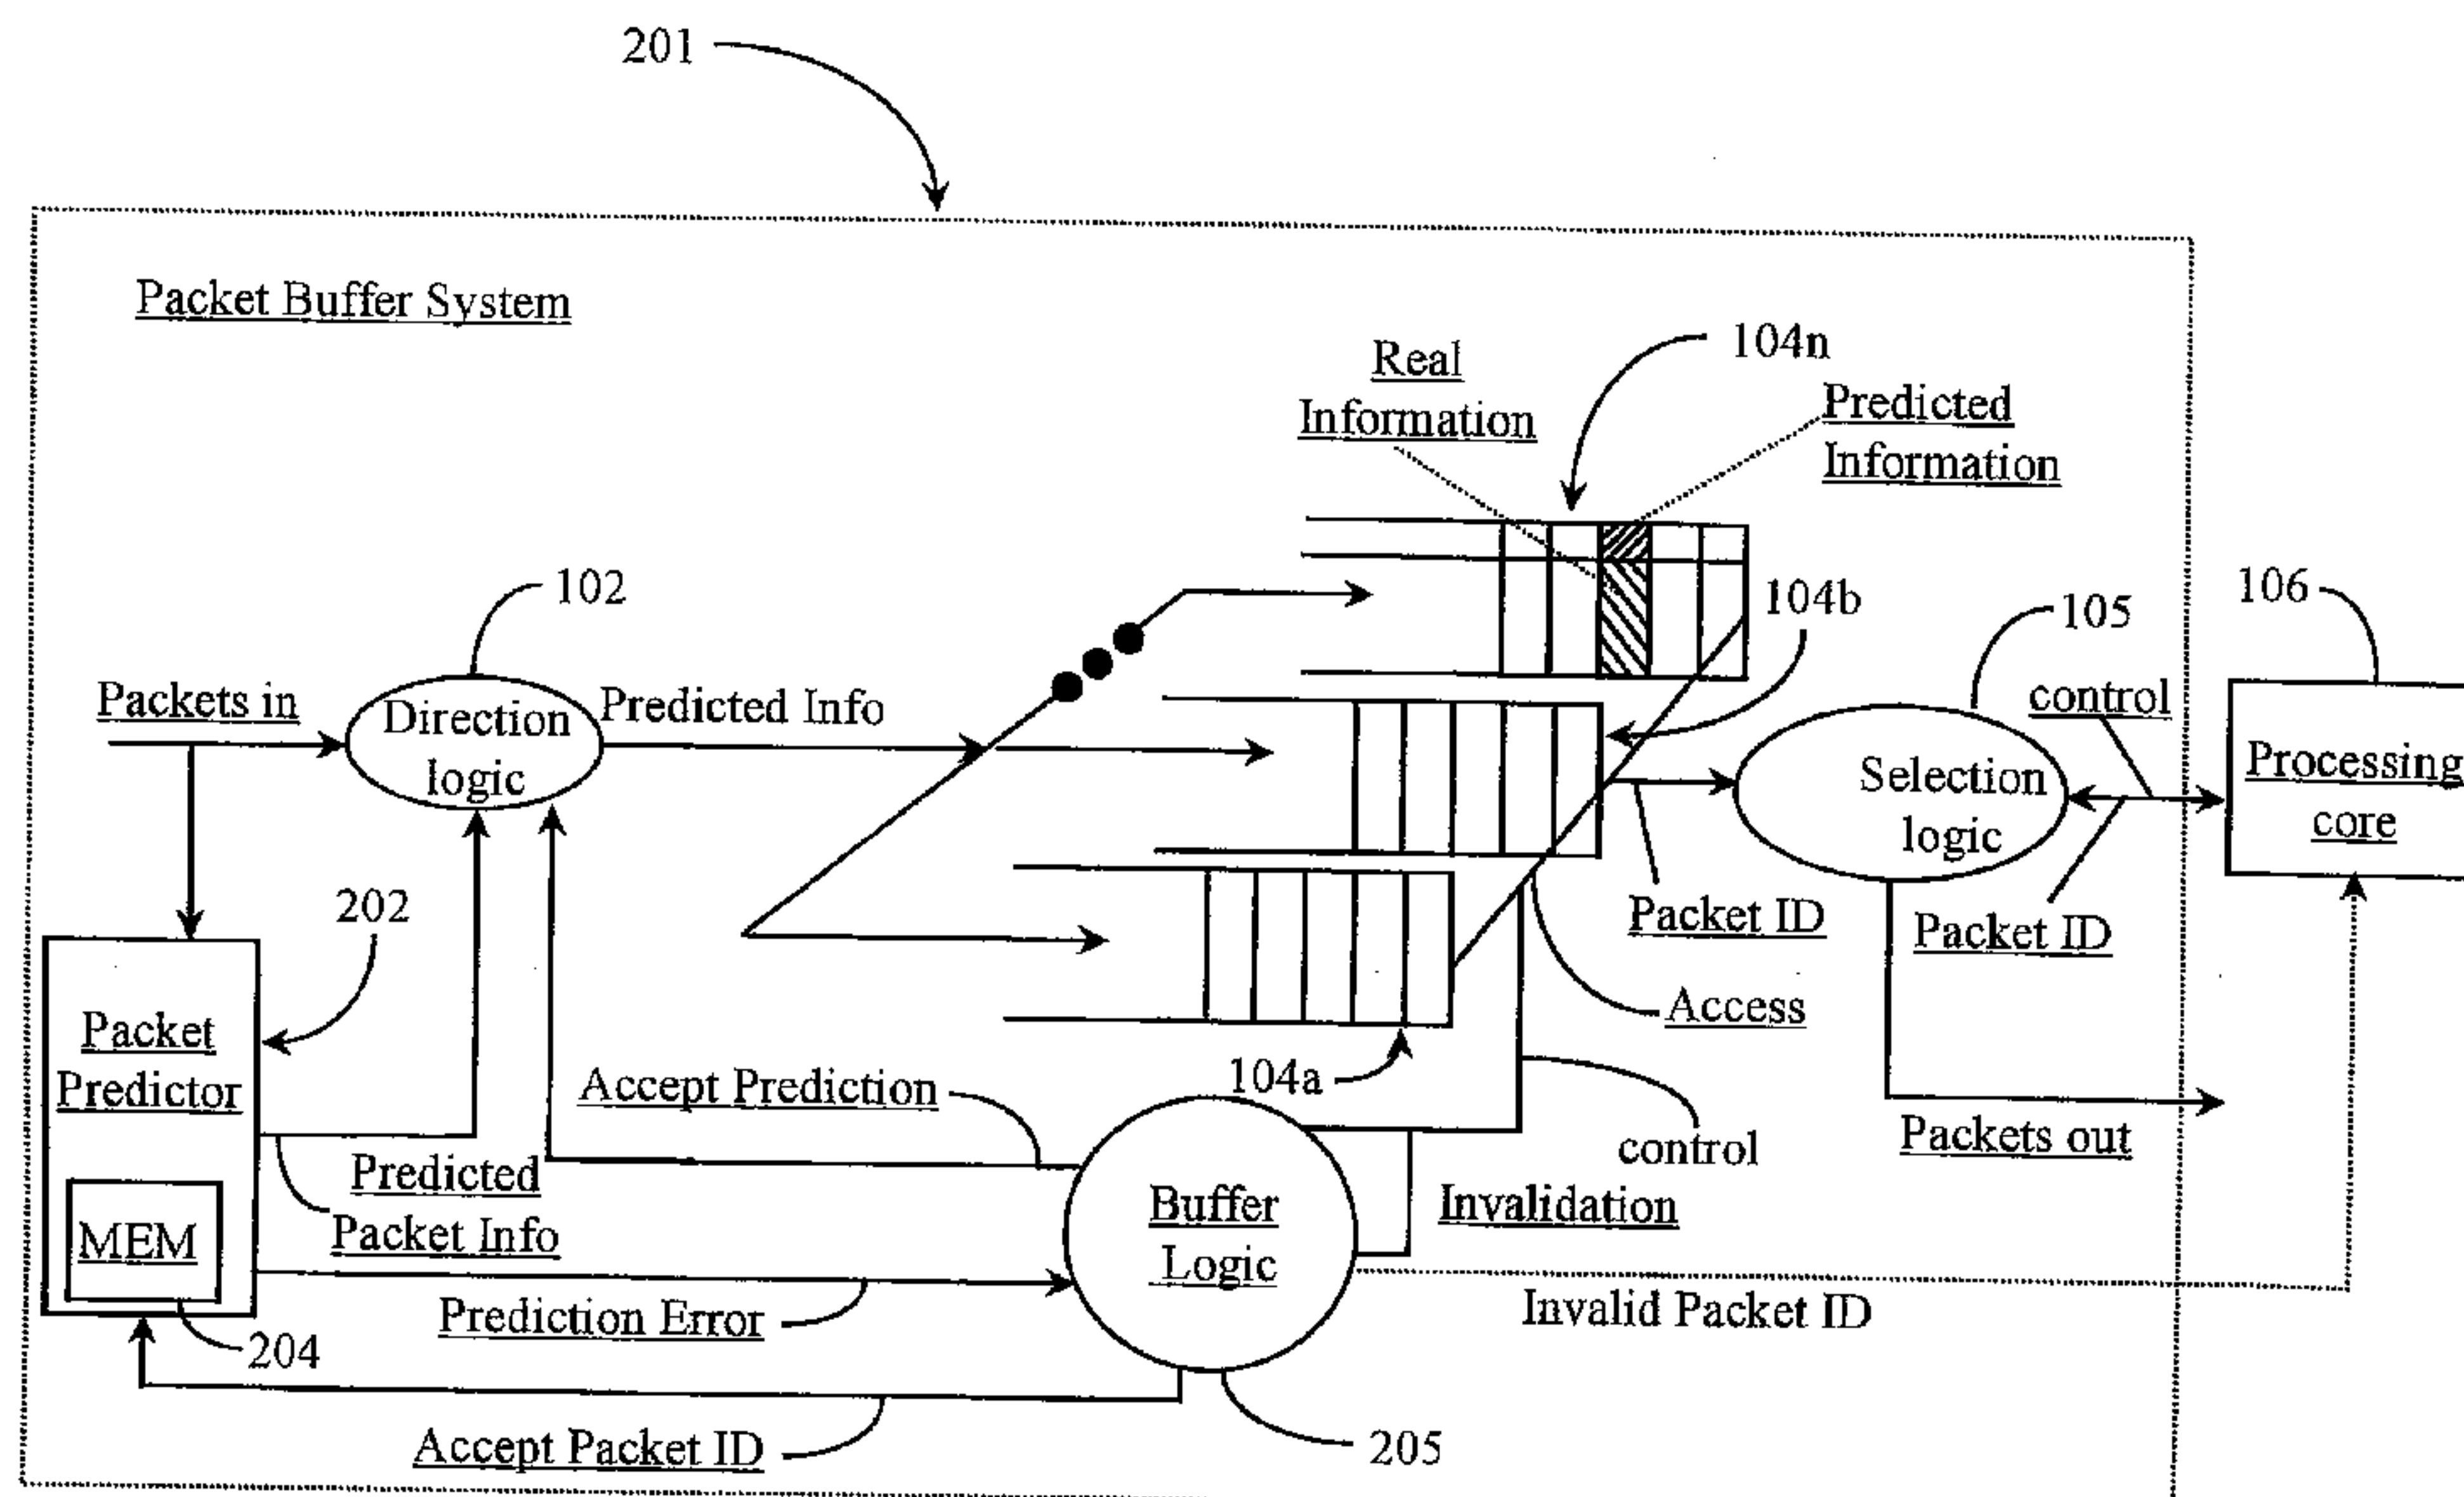 201
Packet Buffer System
Real
Information
104n
Predicted
Information
102
104b
105
106
Packets in
Direction
logic
Predicted Info
control
Selection
logic
Processing
core
202
Packet ID
Packet ID
Access
Packet
Predictor
Accept Prediction
104a
control
Packets out
Predicted
Packet Info
MEM
Buffer
Logic
Invalidation
Prediction Error
Invalid Packet ID
204
Accept Packet ID
205